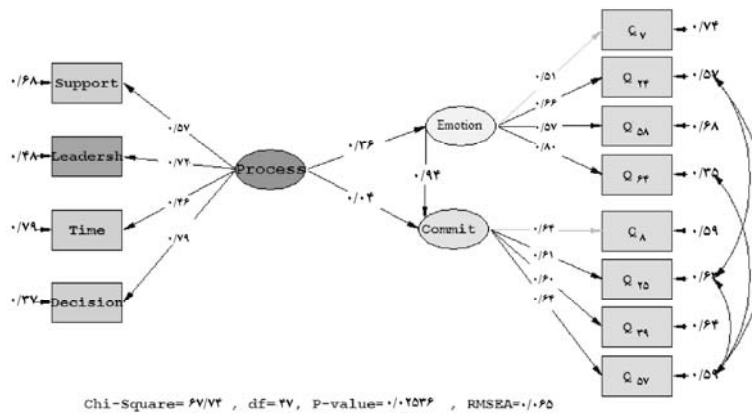 Q ۷
۰/۷۴
۰/۶۸
Support
۰/۵۱
Q ۲۴
۰/۵۷
۰/۵۷
۰/۶۶
Emotion
۰/۵۷
Q ۵۸
۰/۶۸
۰/۴۸
Leadersh
۰/۷۲
Process
۰/۳۶
۰/۸۰
Q ۶۴
۰/۳۵
۰/۴۶
۰/۰۴
۰/۹۴
۰/۷۹
Time
Commit
۰/۶۴
Q ۸
۰/۵۹
۰/۷۹
۰/۶۱
Q ۲۵
۰/۶۳
۰/۳۷
Decision
۰/۶۰
Q ۳۹
۰/۶۴
۰/۶۴
Q ۵۷
۰/۵۹
Chi-Square= ۶۷/۷۴ , df= ۴۷, P-value= ۰/۰۲۵۳۶ , RMSEA= ۰/۰۶۵